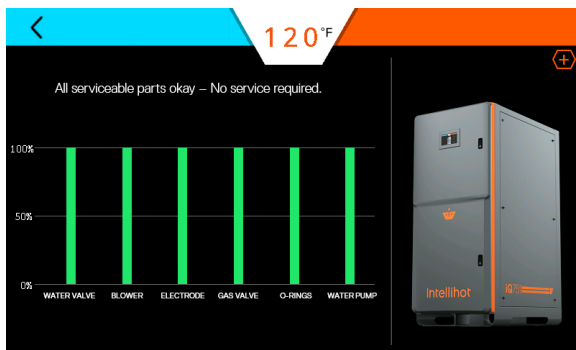 120°F
All serviceable parts okay – No service required.
100%
50%
0%
WATER VALVE BLOWER ELECTRODE GAS VALVE O-RINGS WATER PUMP
Intellihot